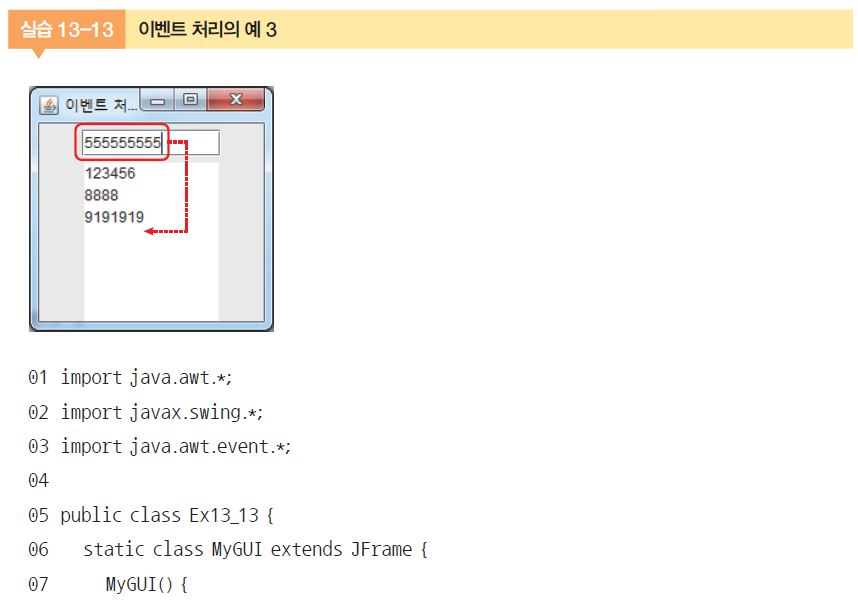 실습 13-13 이벤트 처리의 예 3
이벤트 처...
555555555
123456
8888
9191919
01 import java.awt.*;
02 import javax.swing.*;
03 import java.awt.event.*;
04
05 public class Ex13_13 {
06 static class MyGUI extends JFrame {
07 MyGUI() {